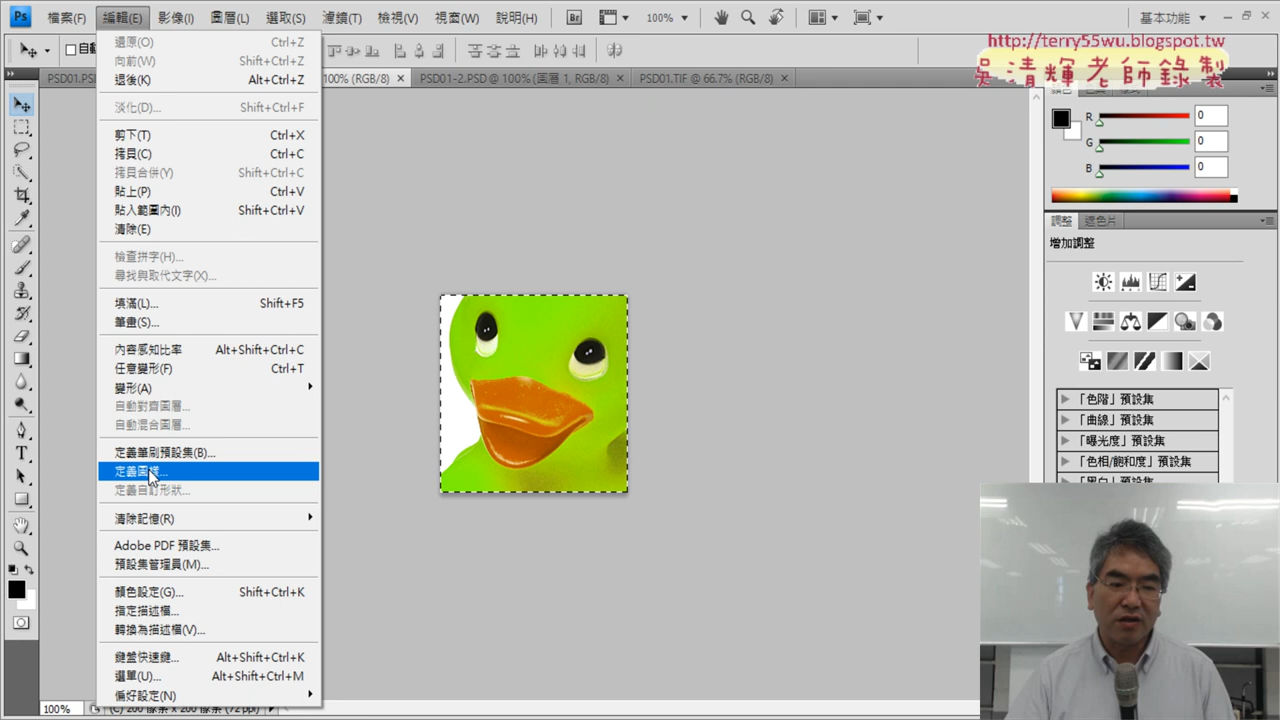 Ps 檔案(F) 編輯(E) 影像(I) 圖層(L) 選取(S) 濾鏡(T) 檢視(V) 視窗(W) 說明(H) Br 100% 基本功能
http://terry55wu.blogspot.tw
吳清輝老師錄製
100% (RGB/8) PSD01-2.PSD @ 100% (圖層 1, RGB/8) PSD01.TIF @ 66.7% (RGB/8)
還原(O) Ctrl+Z
向前(W) Shift+Ctrl+Z
退後(K) Alt+Ctrl+Z
淡化(D)... Shift+Ctrl+F
剪下(T) Ctrl+X
拷貝(C) Ctrl+C
拷貝合併(Y) Shift+Ctrl+C
貼上(P) Ctrl+V
貼入範圍內(I) Shift+Ctrl+V
清除(E)
檢查拼字(H)...
尋找與取代文字(X)...
填滿(L)... Shift+F5
筆畫(S)...
內容感知比率 Alt+Shift+Ctrl+C
任意變形(F) Ctrl+T
變形(A)
自動對齊圖層...
自動混合圖層...
定義筆刷預設集(B)...
定義圖樣...
定義自訂形狀...
清除記憶(R)
Adobe PDF 預設集...
預設集管理員(M)...
顏色設定(G)... Shift+Ctrl+K
指定描述檔...
轉換為描述檔(V)...
鍵盤快速鍵... Alt+Shift+Ctrl+K
選單(U)... Alt+Shift+Ctrl+M
偏好設定(N)
100%
R 0
G 0
B 0
調整
增加調整
「色階」預設集
「曲線」預設集
「曝光度」預設集
「色相/飽和度」預設集